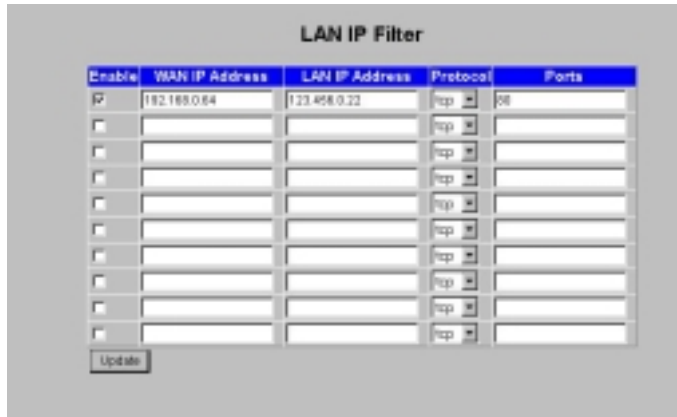 LAN IP Filter
Enable WAN IP Address LAN IP Address Protocol Ports
192.168.0.64 123.456.0.22 tcp 80
tcp
tcp
tcp
tcp
tcp
tcp
tcp
tcp
tcp
Update